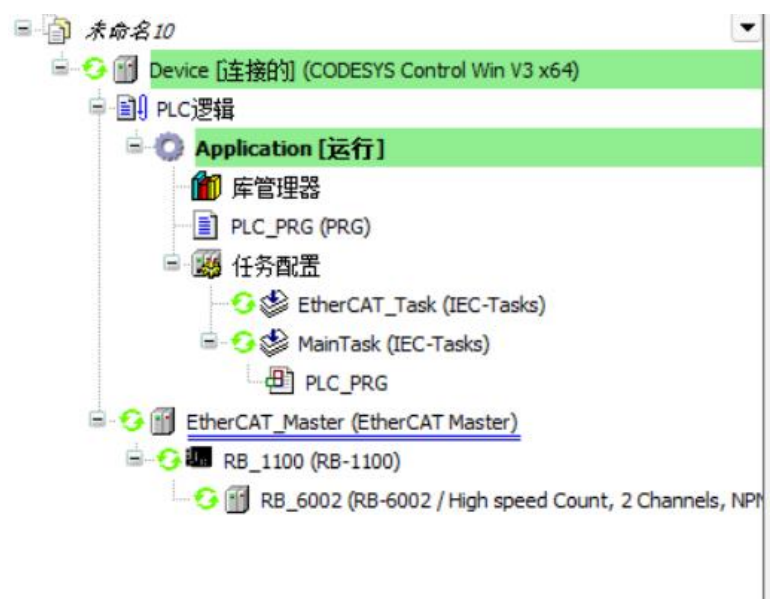 未命名10
Device [连接的] (CODESYS Control Win V3 x64)
PLC逻辑
Application [运行]
库管理器
PLC_PRG (PRG)
任务配置
EtherCAT_Task (IEC-Tasks)
MainTask (IEC-Tasks)
PLC_PRG
EtherCAT_Master (EtherCAT Master)
RB_1100 (RB-1100)
RB_6002 (RB-6002 / High speed Count, 2 Channels, NPN